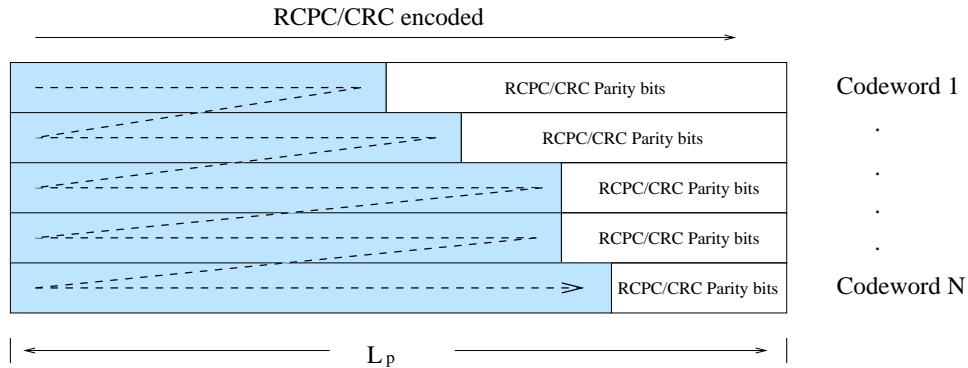 RCPC/CRC encoded
RCPC/CRC Parity bits
Codeword 1
RCPC/CRC Parity bits
.
RCPC/CRC Parity bits
.
RCPC/CRC Parity bits
.
.
RCPC/CRC Parity bits
Codeword N
L p